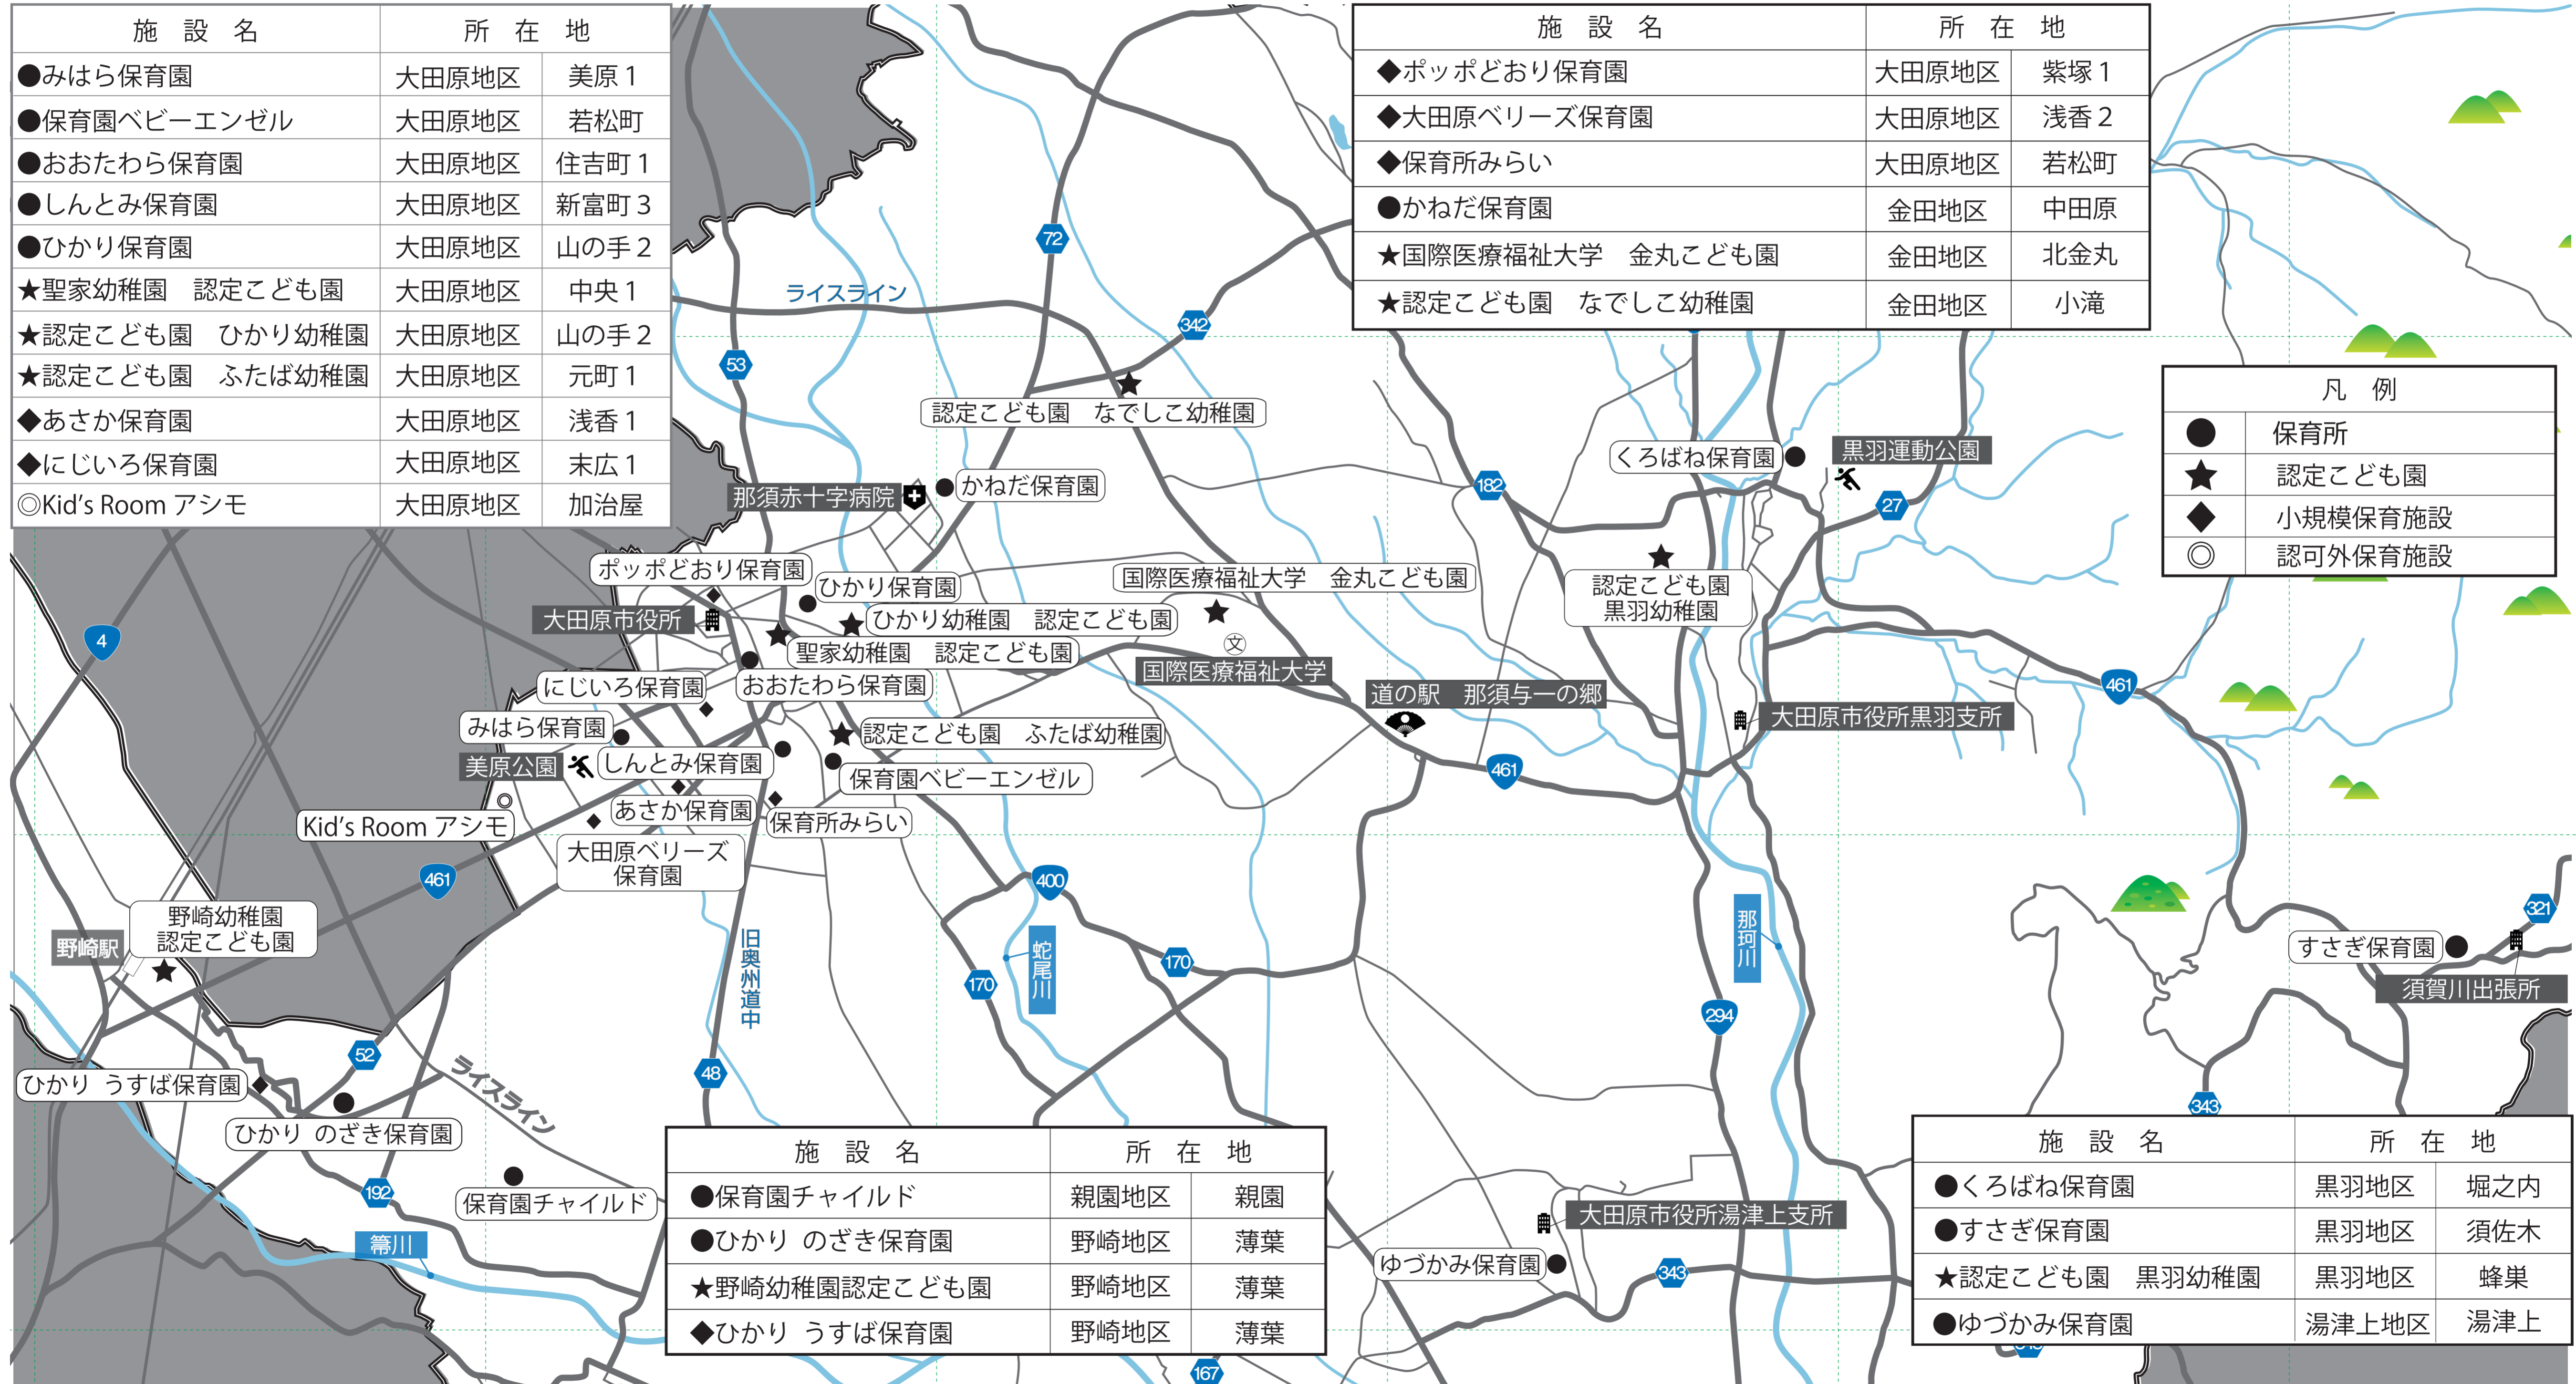 施　設　名　所　在　地
●みはら保育園　大田原地区　美原1
●保育園ベビーエンゼル　大田原地区　若松町
●おおたわら保育園　大田原地区　住吉町1
●しんとみ保育園　大田原地区　新富町3
●ひかり保育園　大田原地区　山の手2
★聖家幼稚園　認定こども園　大田原地区　中央1
★認定こども園　ひかり幼稚園　大田原地区　山の手2
★認定こども園　ふたば幼稚園　大田原地区　元町1
◆あさか保育園　大田原地区　浅香1
◆にじいろ保育園　大田原地区　末広1
◎Kid's Room アシモ　大田原地区　加治屋
施　設　名　所　在　地
◆ポッポどおり保育園　大田原地区　紫塚1
◆大田原ベリーズ保育園　大田原地区　浅香2
◆保育所みらい　大田原地区　若松町
●かねだ保育園　金田地区　中田原
★国際医療福祉大学　金丸こども園　金田地区　北金丸
★認定こども園　なでしこ幼稚園　金田地区　小滝
凡　例
●　保育所
★　認定こども園
◆　小規模保育施設
◎　認可外保育施設
72
ライスライン
342
53
認定こども園　なでしこ幼稚園
くろばね保育園
黒羽運動公園
那須赤十字病院
かねだ保育園
182
27
ポッポどおり保育園
ひかり保育園
国際医療福祉大学　金丸こども園
認定こども園
黒羽幼稚園
大田原市役所
ひかり幼稚園　認定こども園
4
聖家幼稚園　認定こども園
文
国際医療福祉大学
にじいろ保育園
おおたわら保育園
道の駅　那須与一の郷
461
大田原市役所黒羽支所
みはら保育園
認定こども園　ふたば幼稚園
美原公園
しんとみ保育園
保育園ベビーエンゼル
461
あさか保育園
保育所みらい
Kid's Room アシモ
大田原ベリーズ
保育園
461
400
野崎幼稚園
認定こども園
野崎駅
旧奥州道中
蛇尾川
那珂川
321
すさぎ保育園
須賀川出張所
170
170
294
52
ライスライン
48
ひかり うすば保育園
ひかり のざき保育園
343
192
保育園チャイルド
箒川
大田原市役所湯津上支所
ゆづかみ保育園
343
167
施　設　名　所　在　地
●保育園チャイルド　親園地区　親園
●ひかり のざき保育園　野崎地区　薄葉
★野崎幼稚園認定こども園　野崎地区　薄葉
◆ひかり うすば保育園　野崎地区　薄葉
施　設　名　所　在　地
●くろばね保育園　黒羽地区　堀之内
●すさぎ保育園　黒羽地区　須佐木
★認定こども園　黒羽幼稚園　黒羽地区　蜂巣
●ゆづかみ保育園　湯津上地区　湯津上